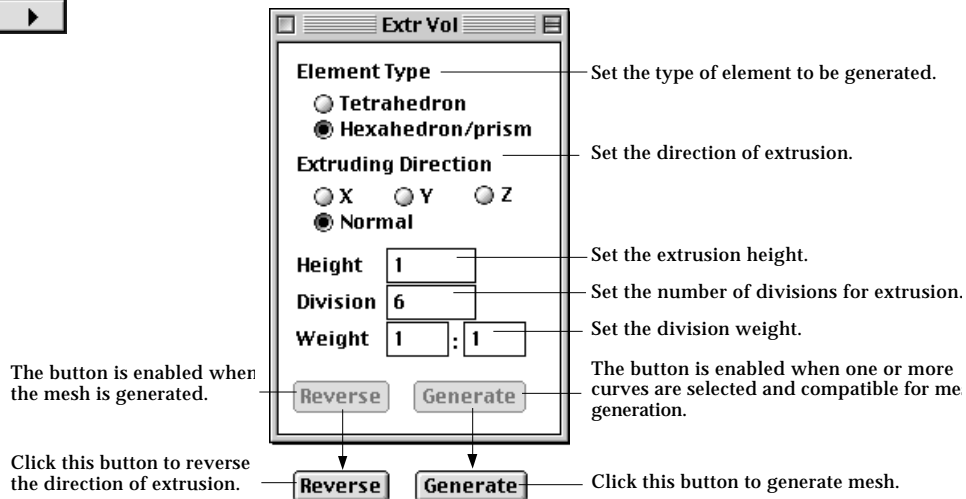 Extr Vol
Element Type
Set the type of element to be generated.
Tetrahedron
Hexahedron/prism
Extruding Direction
Set the direction of extrusion.
X Y Z
Normal
Height 1
Set the extrusion height.
Division 6
Set the number of divisions for extrusion.
Weight 1 : 1
Set the division weight.
The button is enabled when
the mesh is generated.
Reverse Generate
The button is enabled when one or more
curves are selected and compatible for
generation.
Click this button to reverse
the direction of extrusion.
Reverse Generate
Click this button to generate mesh.